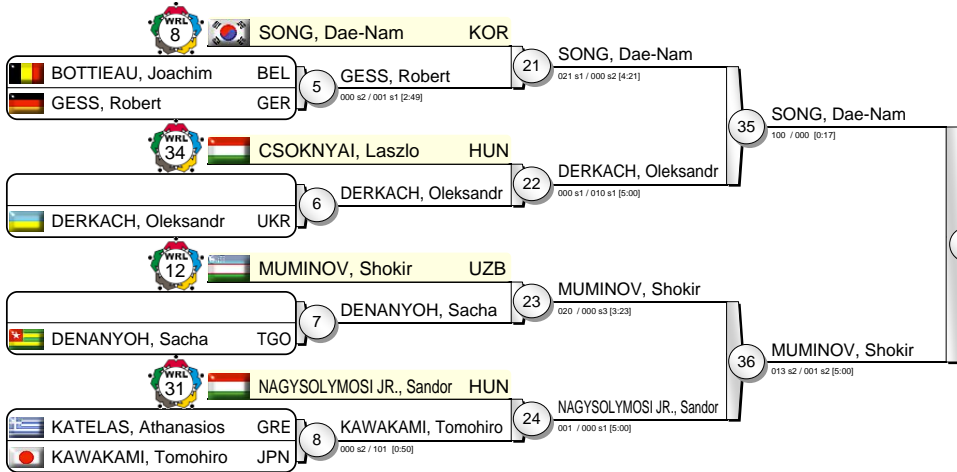 WRL 8 SONG, Dae-Nam KOR
BOTTIEAU, Joachim BEL
GESS, Robert GER
5
GESS, Robert
000 s2 / 001 s1 [2:49]
21
SONG, Dae-Nam
021 s1 / 000 s2 [4:21]
WRL 34 CSOKNYAI, Laszlo HUN
DERKACH, Oleksandr UKR
6
DERKACH, Oleksandr
22
DERKACH, Oleksandr
000 s1 / 010 s1 [5:00]
35
SONG, Dae-Nam
100 / 000 [0:17]
WRL 12 MUMINOV, Shokir UZB
DENANYOH, Sacha TGO
7
DENANYOH, Sacha
23
MUMINOV, Shokir
020 / 000 s3 [3:23]
WRL 31 NAGYSOLYMOSI JR., Sandor HUN
KATELAS, Athanasios GRE
KAWAKAMI, Tomohiro JPN
8
KAWAKAMI, Tomohiro
000 s2 / 101 [0:50]
24
NAGYSOLYMOSI JR., Sandor
001 / 000 s1 [5:00]
36
MUMINOV, Shokir
013 s2 / 001 s2 [5:00]